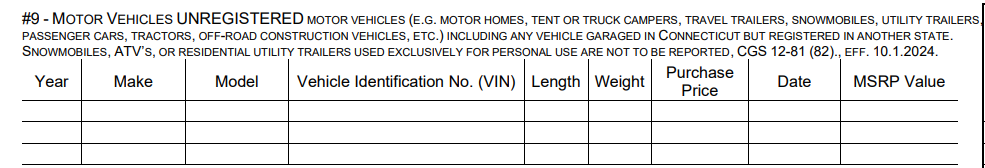 #9 - MOTOR VEHICLES UNREGISTERED MOTOR VEHICLES (E.G. MOTOR HOMES, TENT OR TRUCK CAMPERS, TRAVEL TRAILERS, SNOWMOBILES, UTILITY TRAILERS,
PASSENGER CARS, TRACTORS, OFF-ROAD CONSTRUCTION VEHICLES, ETC.) INCLUDING ANY VEHICLE GARAGED IN CONNECTICUT BUT REGISTERED IN ANOTHER STATE.
SNOWMOBILES, ATV'S, OR RESIDENTIAL UTILITY TRAILERS USED EXCLUSIVELY FOR PERSONAL USE ARE NOT TO BE REPORTED, CGS 12-81 (82)., EFF. 10.1.2024.
Year Make Model Vehicle Identification No. (VIN) Length Weight Purchase Price Date MSRP Value